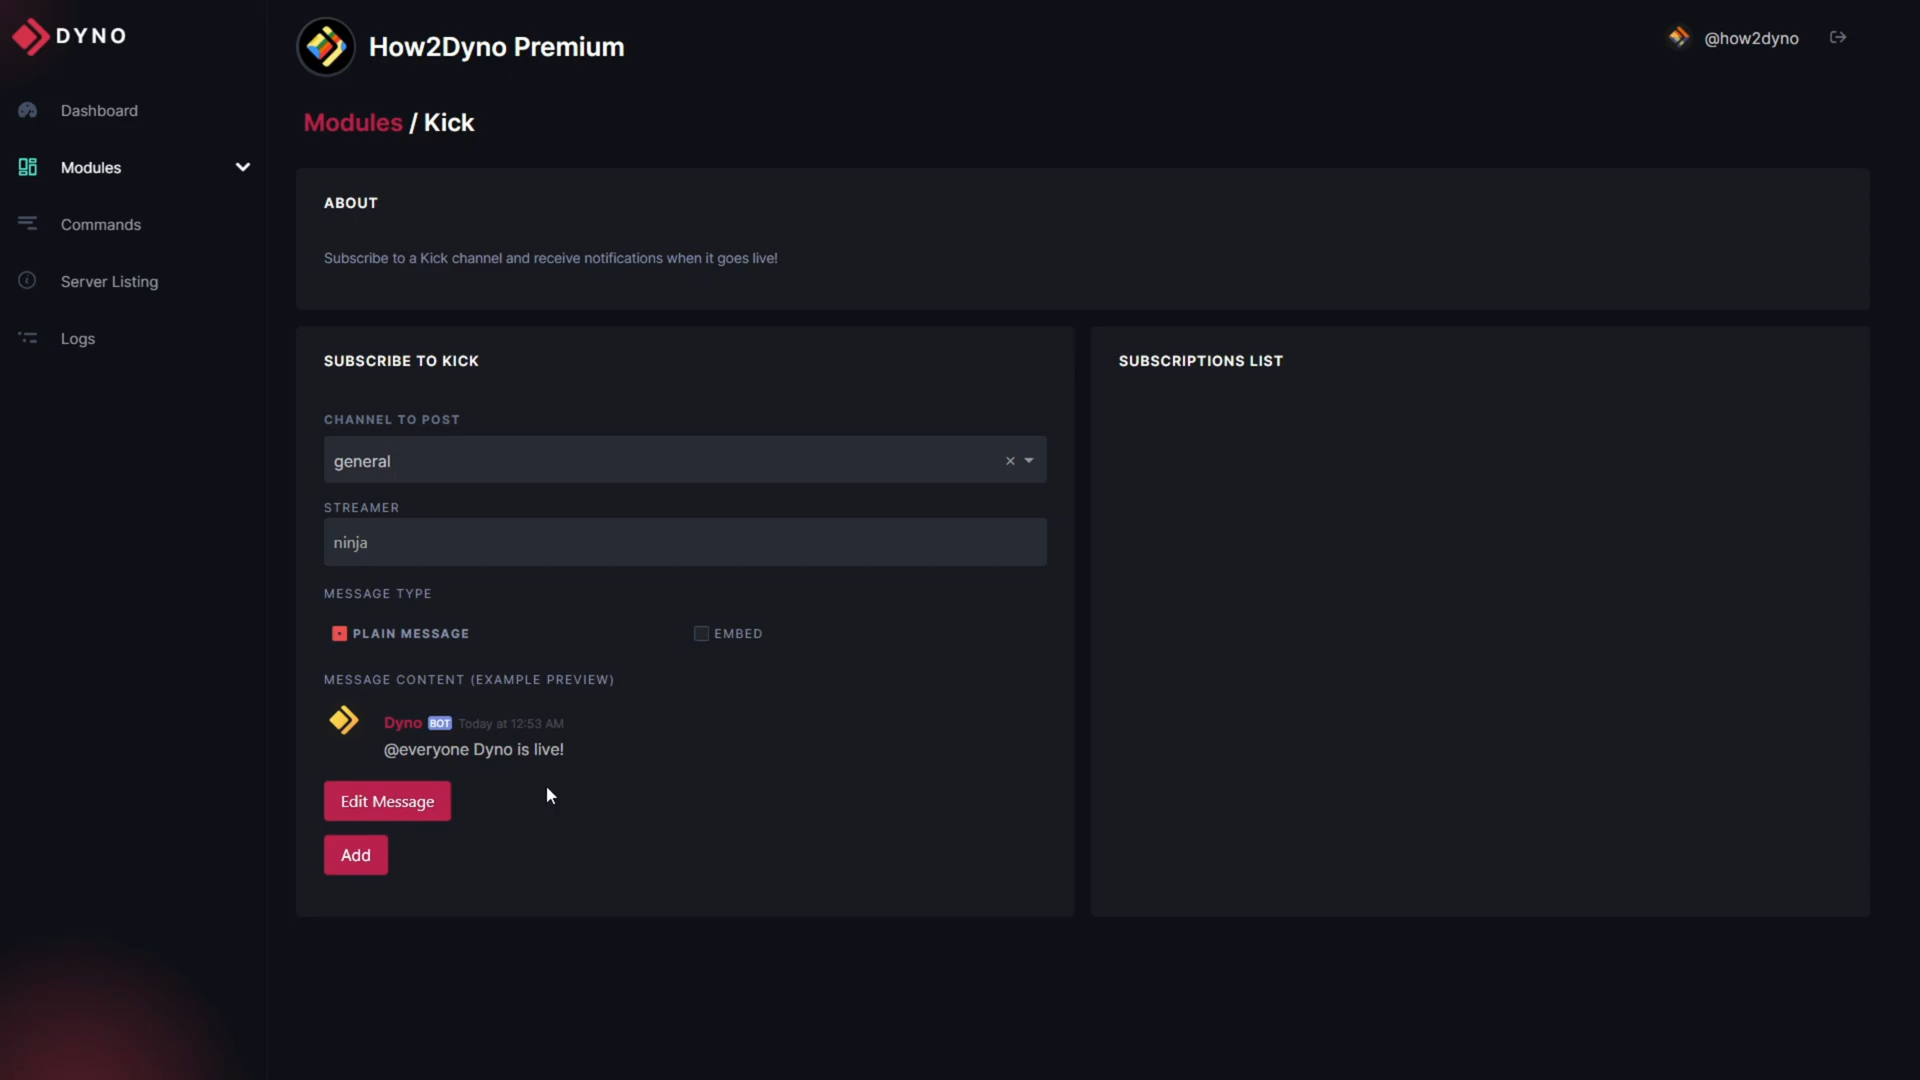 DYNO
How2Dyno Premium
@how2dyno
Dashboard
Modules
Commands
Server Listing
Logs
Modules / Kick
ABOUT
Subscribe to a Kick channel and receive notifications when it goes live!
SUBSCRIBE TO KICK
CHANNEL TO POST
general
STREAMER
ninja
MESSAGE TYPE
PLAIN MESSAGE
EMBED
MESSAGE CONTENT (EXAMPLE PREVIEW)
Dyno BOT Today at 12:53 AM
@everyone Dyno is live!
Edit Message
Add
SUBSCRIPTIONS LIST